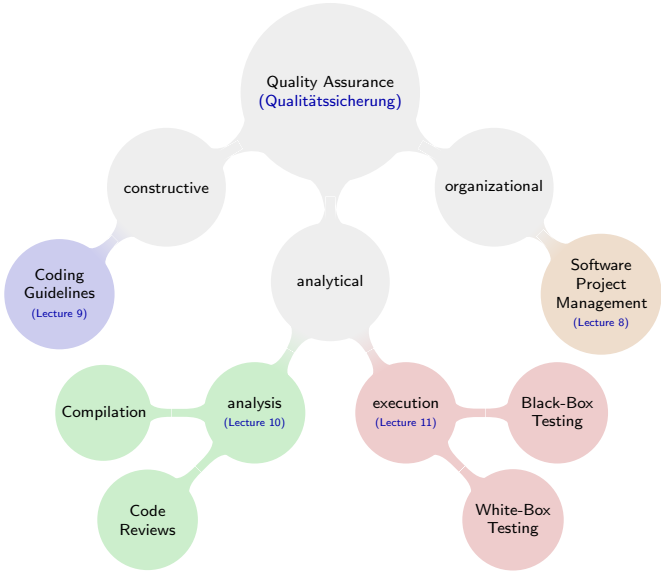 Quality Assurance
(Qualitätssicherung)
constructive
organizational
Coding
Guidelines
(Lecture 9)
analytical
Software
Project
Management
(Lecture 8)
Compilation
analysis
(Lecture 10)
execution
(Lecture 11)
Black-Box
Testing
Code
Reviews
White-Box
Testing